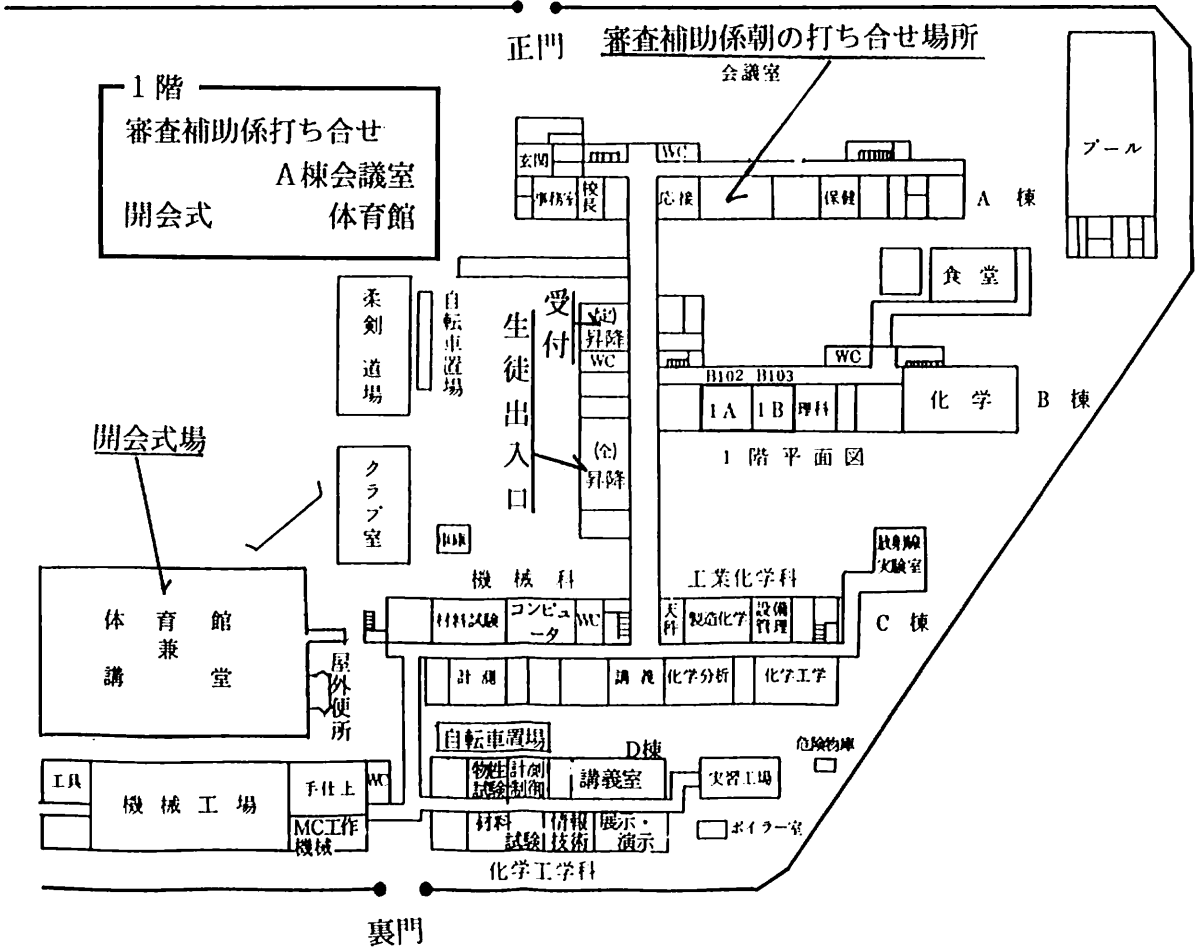 正門
審査補助係朝の打ち合せ場所
会議室
1階
審査補助係打ち合せ
A棟会議室
開会式 体育館
プール
玄関
WC
事務室
校長
応接
保健
A棟
食堂
柔剣道場
自転車置場
受付
生徒出入口
(定)
昇降
WC
WC
B102 B103
1A
1B
理科
化学
B棟
1階平面図
開会式場
クラブ室
(全)
昇降
放射線
実験室
機械科
工業化学科
体育館
兼
講堂
屋外便所
材料試験
コンピュータ
WC
天秤
製造化学
設備
管理
C棟
計測
講義
化学分析
化学工学
自転車置場
D棟
危険物庫
工具
機械工場
手仕上
WC
MC工作
機械
物性
試験
計測
制御
講義室
実習工場
材料
試験
情報
技術
展示・
演示
ボイラー室
化学工学科
裏門